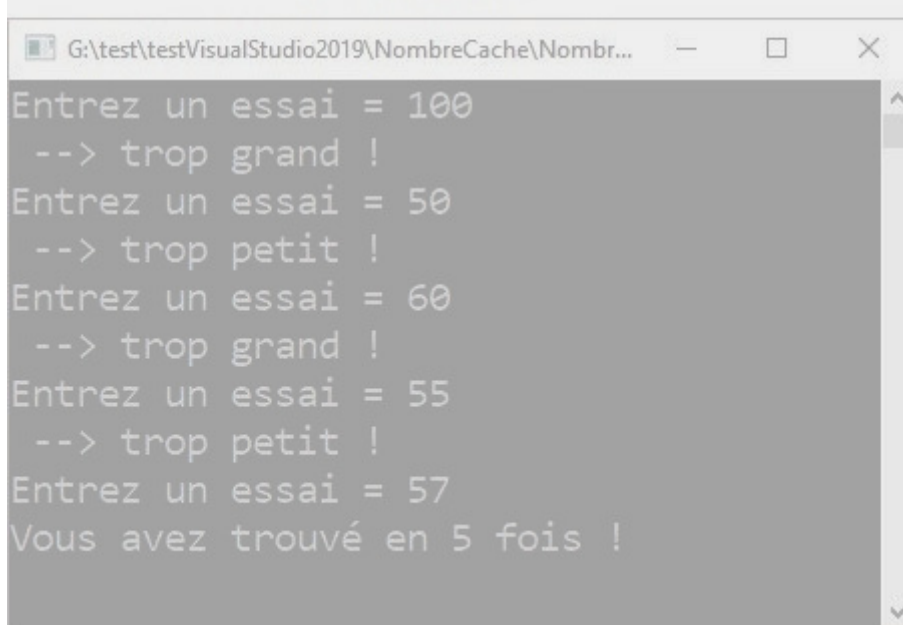 G:\test\testVisualStudio2019\NombreCache\Nombr...
Entrez un essai = 100
--> trop grand !
Entrez un essai = 50
--> trop petit !
Entrez un essai = 60
--> trop grand !
Entrez un essai = 55
--> trop petit !
Entrez un essai = 57
Vous avez trouvé en 5 fois !